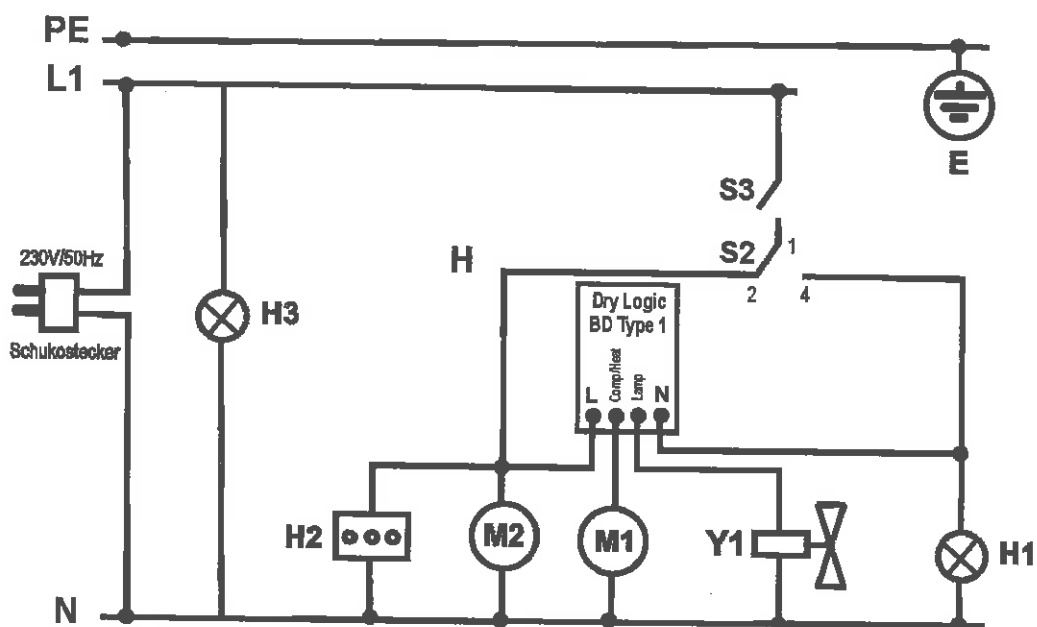 PE
L1
E
S3
230V/50Hz
H
S2
1
2
4
Dry Logic
BD Type 1
H3
Schukostecker
L
Comp/Heat
Lamp
N
H2
M2
M1
Y1
H1
N